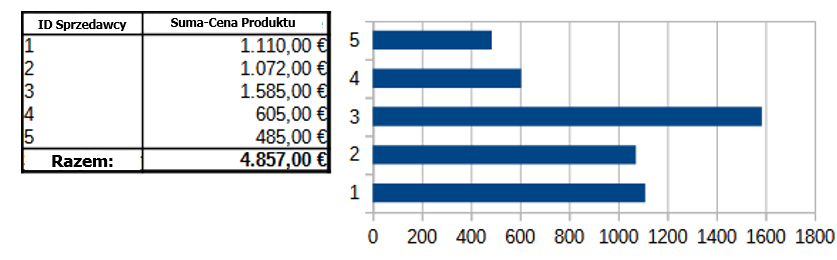 ID Sprzedawcy Suma-Cena Produktu
1 1.110,00 €
2 1.072,00 €
3 1.585,00 €
4 605,00 €
5 485,00 €
Razem: 4.857,00 €
5
4
3
2
1
0 200 400 600 800 1000 1200 1400 1600 1800